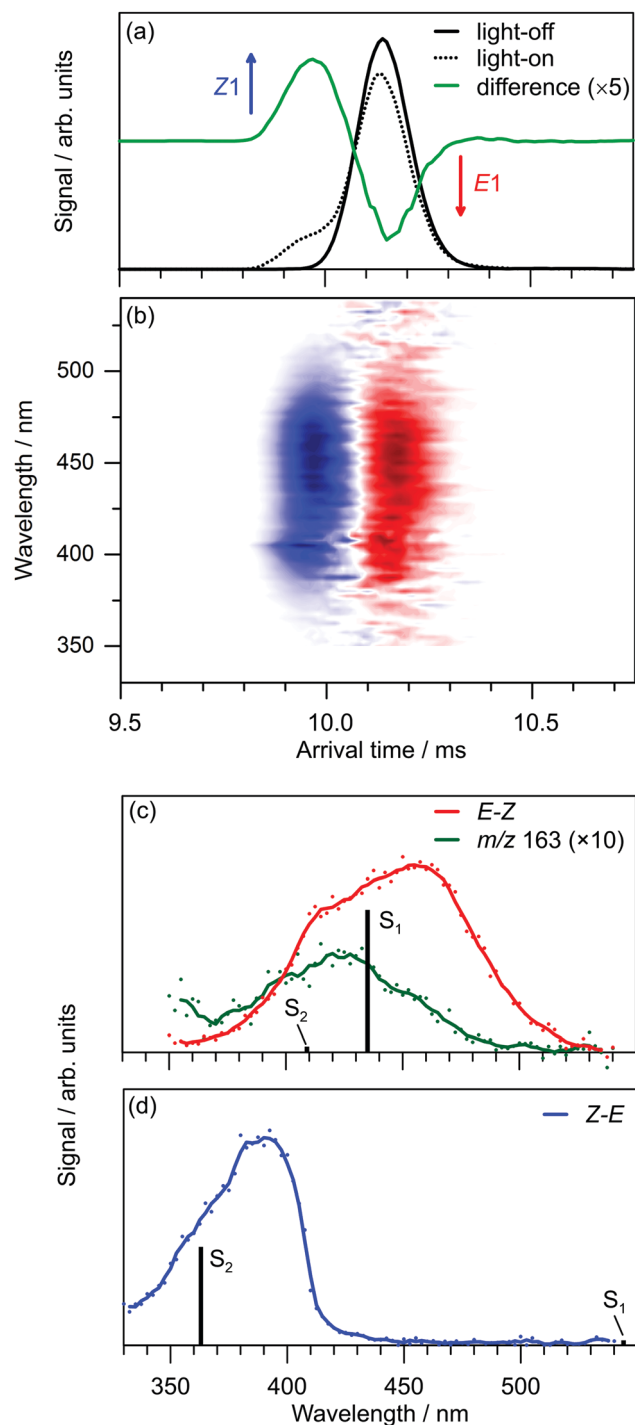 (a)
light-off
light-on
difference (×5)
Z1
E1
Signal / arb. units
(b)
500
450
400
350
Wavelength / nm
9.5
10.0
10.5
Arrival time / ms
(c)
E-Z
m/z 163 (×10)
S1
S2
Signal / arb. units
(d)
Z-E
S2
S1
350
400
450
500
Wavelength / nm